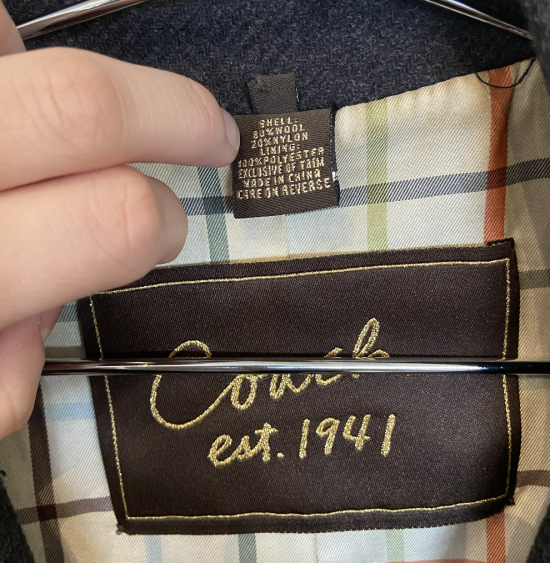 SHELL:
80%WOOL
20%NYLON
LINING:
100%POLYESTER
EXCLUSIVE OF TRIM
MADE IN CHINA
CARE ON REVERSE
Coach
est. 1941